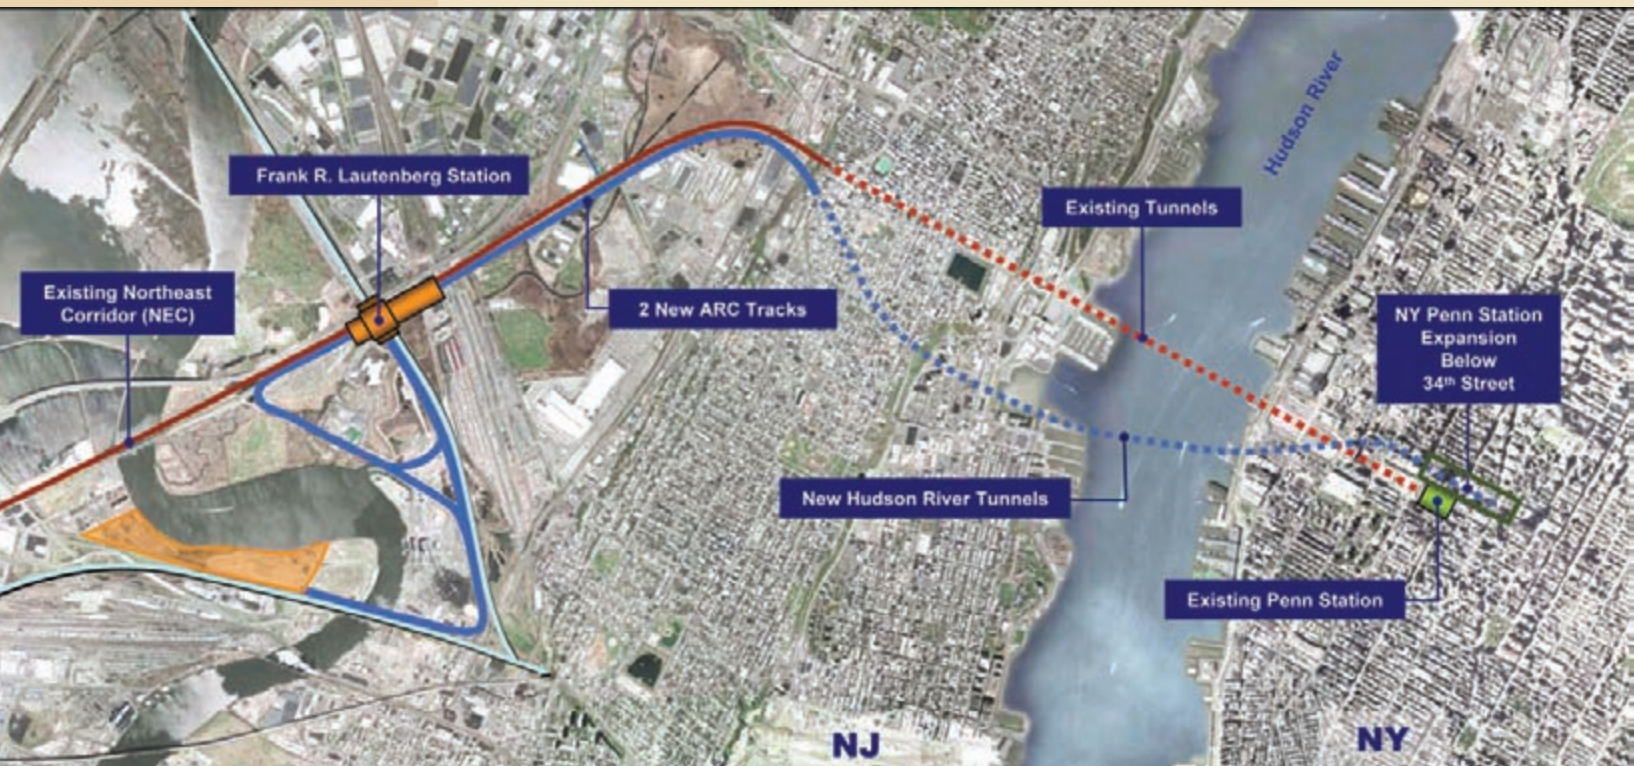 Hudson River
Frank R. Lautenberg Station
Existing Tunnels
Existing Northeast
Corridor (NEC)
2 New ARC Tracks
NY Penn Station
Expansion
Below
34th Street
New Hudson River Tunnels
Existing Penn Station
NJ
NY